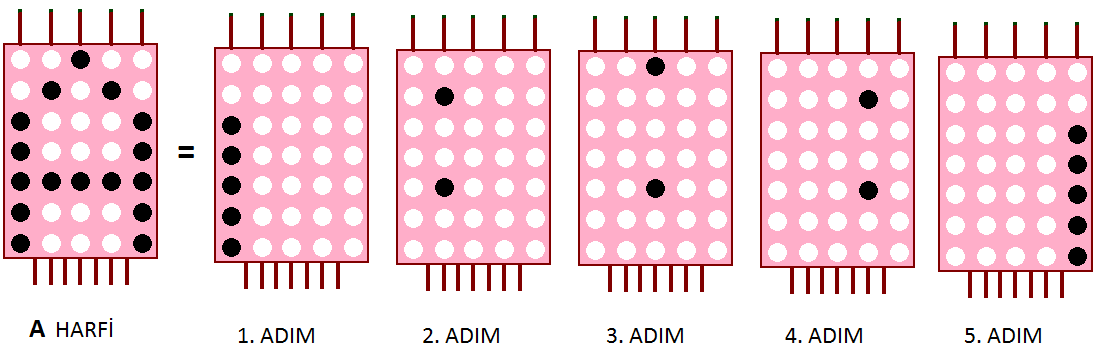 =
A HARFİ
1. ADIM
2. ADIM
3. ADIM
4. ADIM
5. ADIM